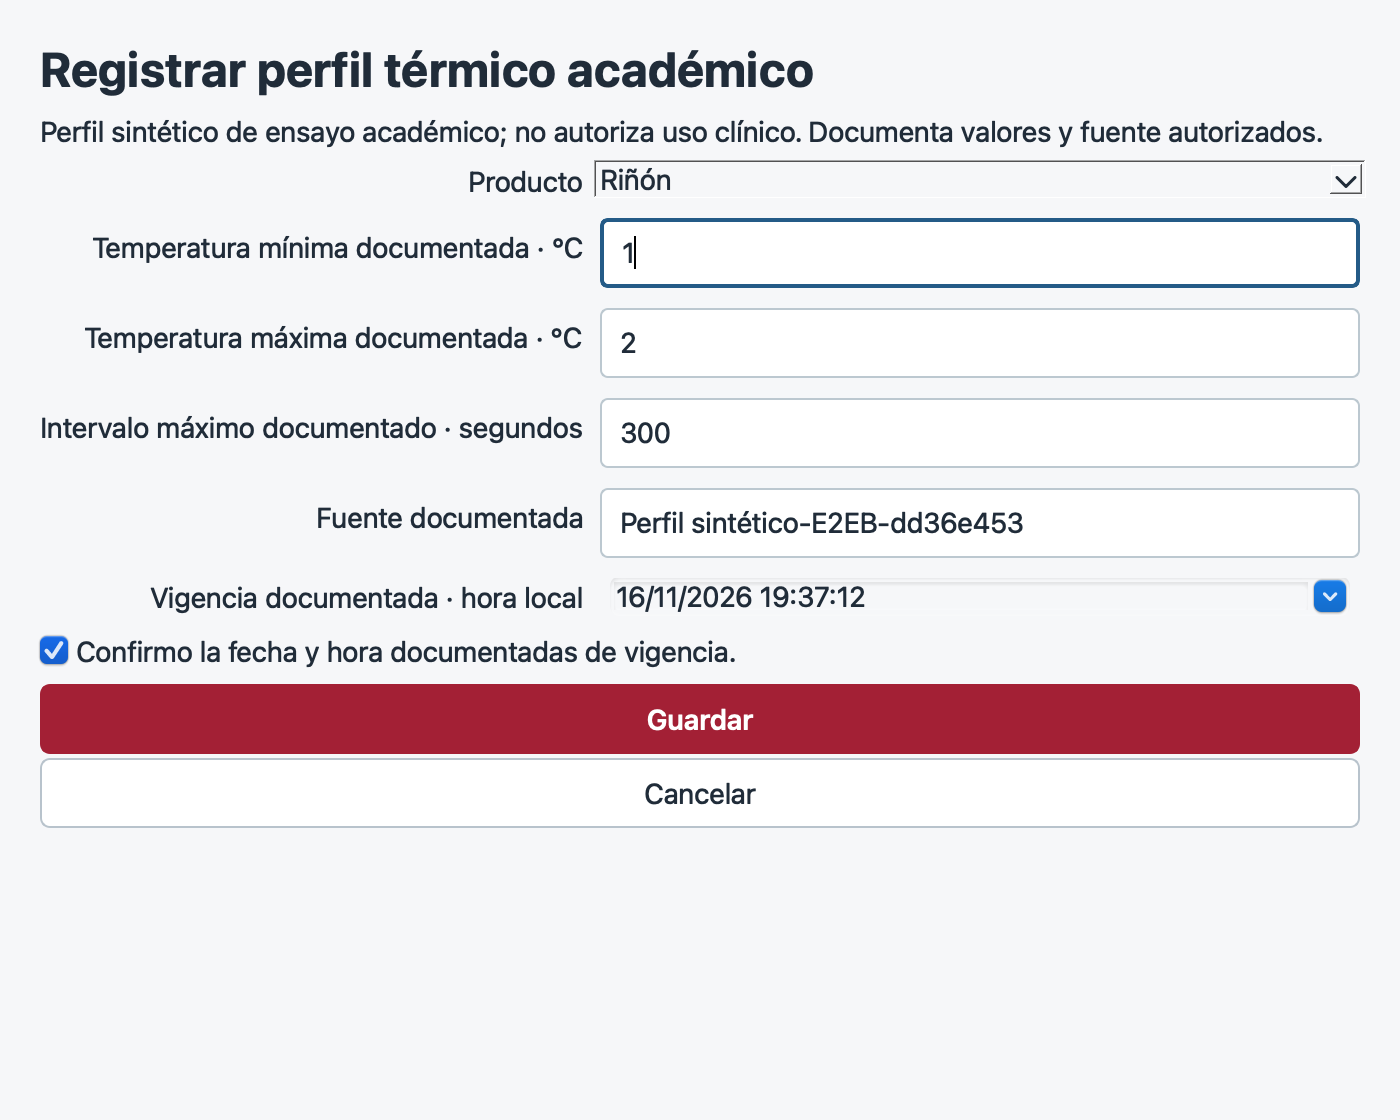 Registrar perfil térmico académico
Perfil sintético de ensayo académico; no autoriza uso clínico. Documenta valores y fuente autorizados.
Producto Riñón
Temperatura mínima documentada · °C 1
Temperatura máxima documentada · °C 2
Intervalo máximo documentado · segundos 300
Fuente documentada Perfil sintético-E2EB-dd36e453
Vigencia documentada · hora local 16/11/2026 19:37:12
Confirmo la fecha y hora documentadas de vigencia.
Guardar
Cancelar